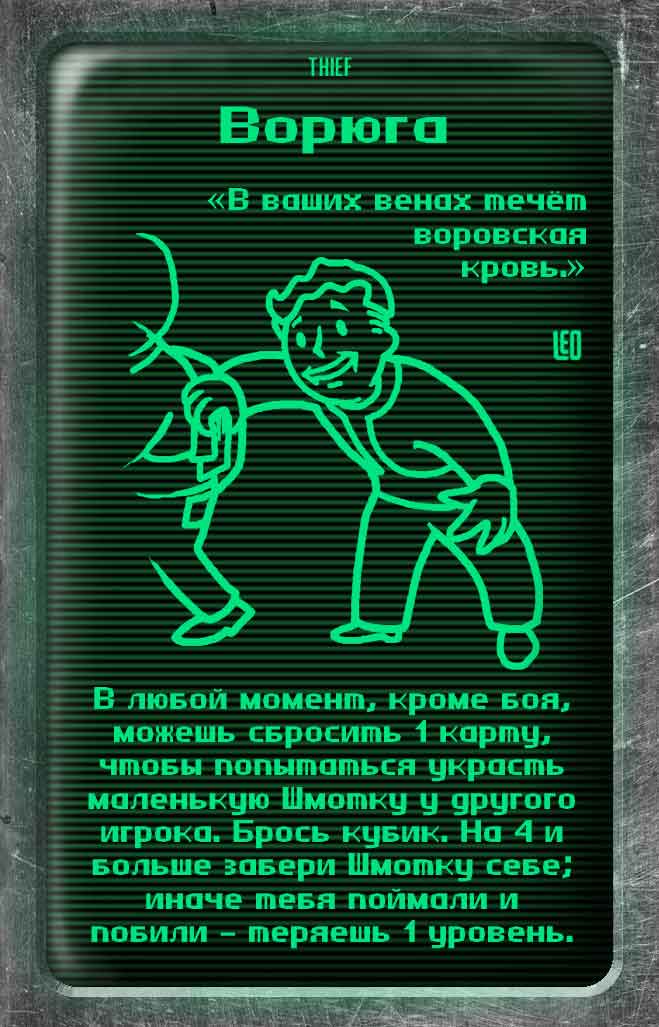 THIEF
Ворюга
«В ваших венах течёт
воровская
кровь.»
LEO
В любой момент, кроме боя,
можешь сбросить 1 карту,
чтобы попытаться украсть
маленькую Шмотку у другого
игрока. Брось кубик. На 4 и
больше забери Шмотку себе;
иначе тебя поймали и
побили – теряешь 1 уровень.